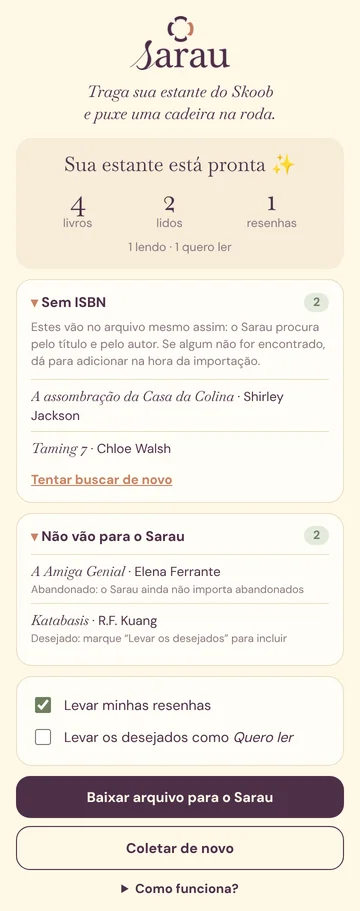 Sarau
Traga sua estante do Skoob
e puxe uma cadeira na roda.
Sua estante está pronta ✨
4
livros
2
lidos
1
resenhas
1 lendo · 1 quero ler
▾ Sem ISBN
2
Estes vão no arquivo mesmo assim: o Sarau procura
pelo título e pelo autor. Se algum não for encontrado,
dá para adicionar na hora da importação.
A assombração da Casa da Colina · Shirley
Jackson
Taming 7 · Chloe Walsh
Tentar buscar de novo
▾ Não vão para o Sarau
2
A Amiga Genial · Elena Ferrante
Abandonado: o Sarau ainda não importa abandonados
Katabasis · R.F. Kuang
Desejado: marque “Levar os desejados” para incluir
Levar minhas resenhas
Levar os desejados como Quero ler
Baixar arquivo para o Sarau
Coletar de novo
▸ Como funciona?